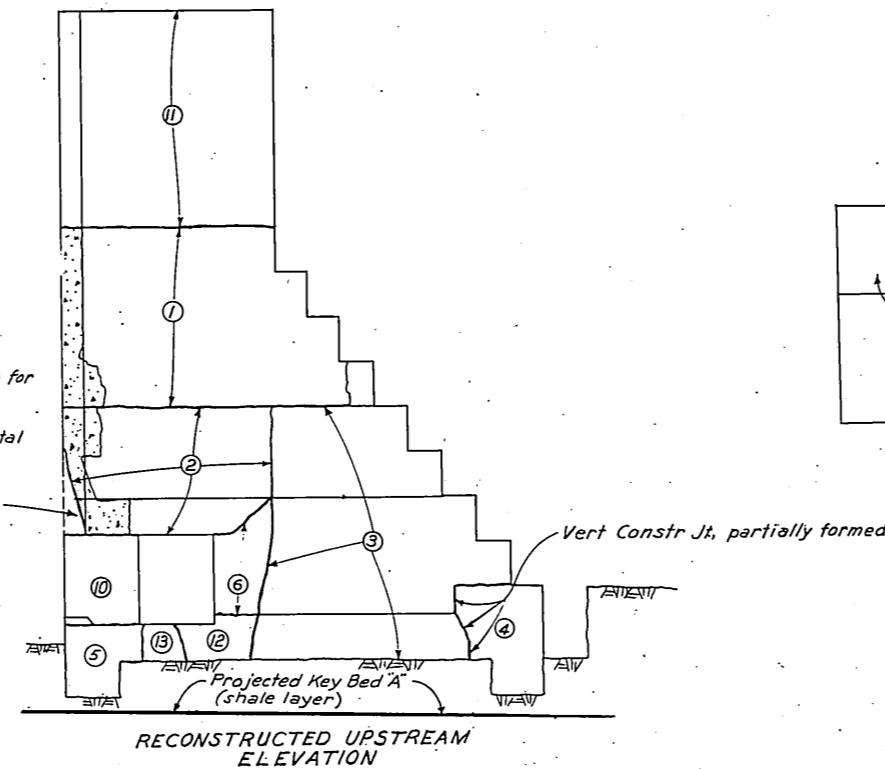 11
1
for
tal
2
3
Vert Constr Jt, partially formed
10
6
4
5
13
12
Projected Key Bed "A"
(shale layer)
RECONSTRUCTED UPSTREAM
ELEVATION